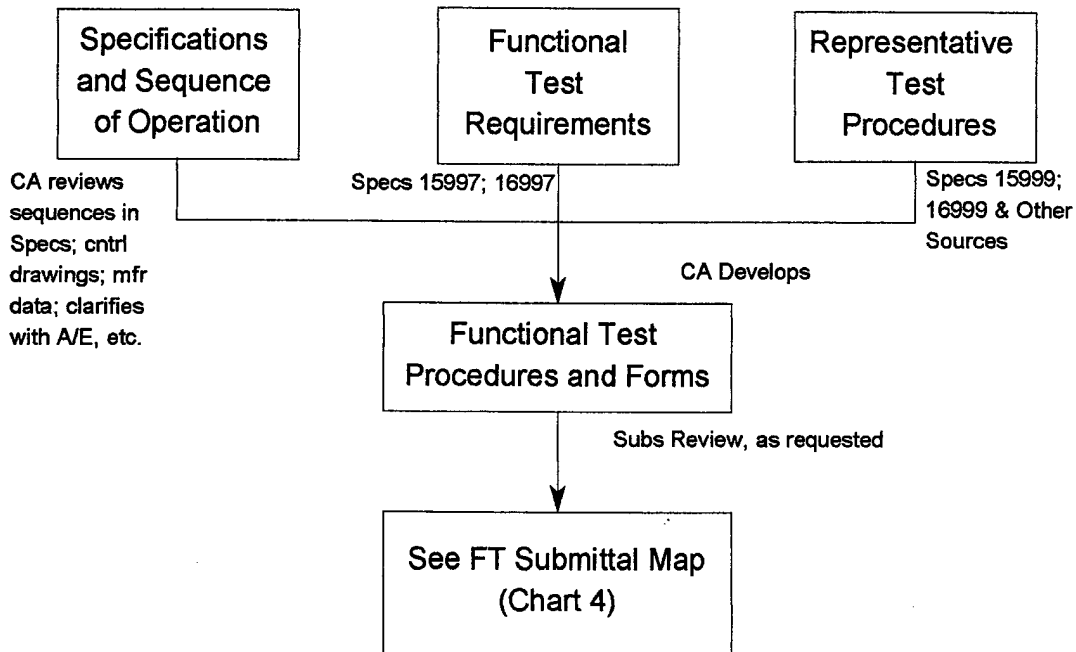 Specifications
and Sequence
of Operation
Functional
Test
Requirements
Representative
Test
Procedures
CA reviews
sequences in
Specs; cntrl
drawings; mfr
data; clarifies
with A/E, etc.
Specs 15997; 16997
Specs 15999;
16999 & Other
Sources
CA Develops
Functional Test
Procedures and Forms
Subs Review, as requested
See FT Submittal Map
(Chart 4)